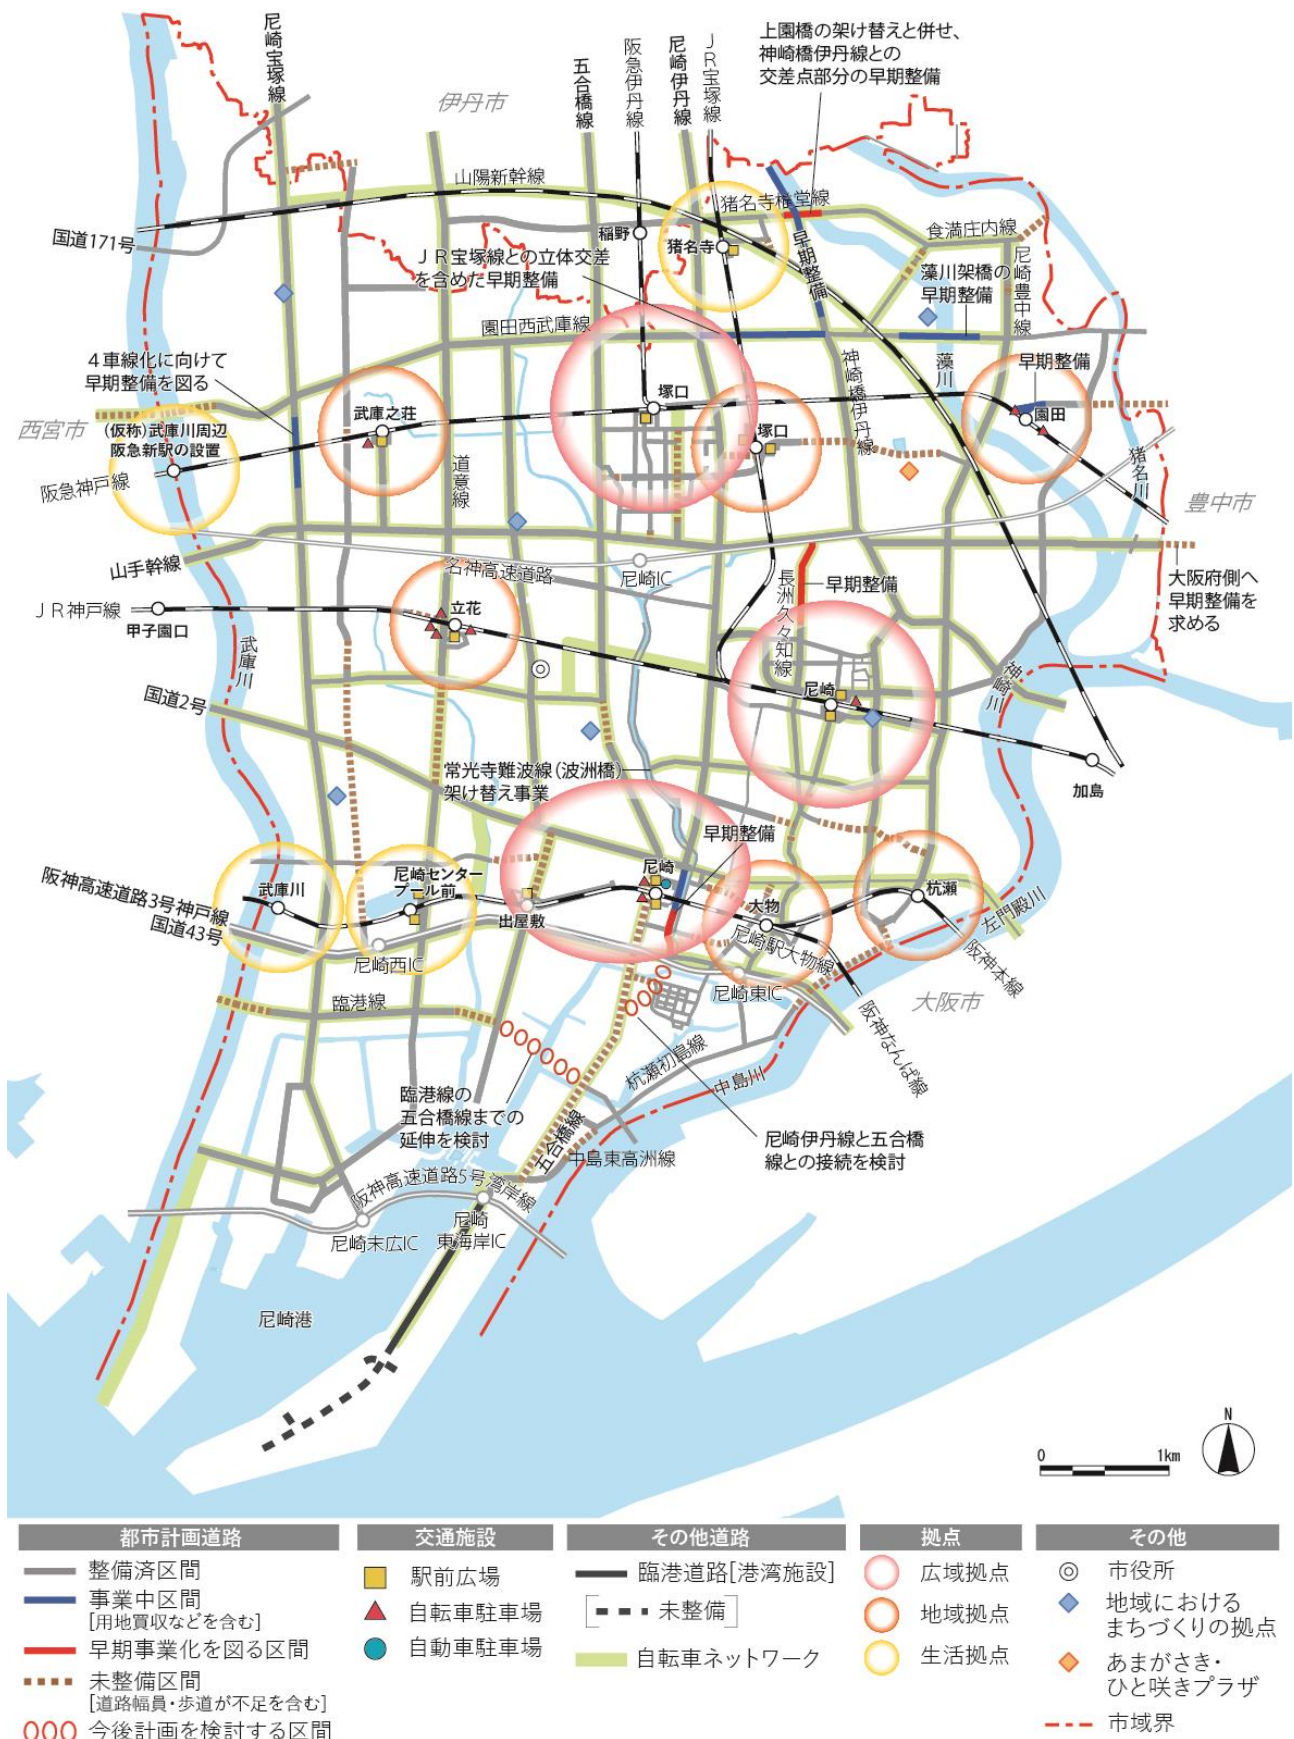 尼崎宝塚線
伊丹市
五合橋線
阪急伊丹線
尼崎伊丹線
JR宝塚線
上園橋の架け替えと併せ、
神崎橋伊丹線との
交差点部分の早期整備
山陽新幹線
国道171号
稲野
猪名寺
猪名寺椎堂線
早期整備
食満庄内線
尼崎豊中線
JR宝塚線との立体交差
を含めた早期整備
藻川架橋の
早期整備
園田西武庫線
神崎橋伊丹線
藻川
早期整備
園田
4車線化に向けて
早期整備を図る
西宮市
(仮称)武庫川周辺
阪急新駅の設置
武庫之荘
塚口
塚口
阪急神戸線
道意線
猪名川
豊中市
山手幹線
名神高速道路
尼崎IC
長洲久々知線
早期整備
大阪府側へ
早期整備を
求める
JR神戸線
甲子園口
立花
武庫川
国道2号
尼崎
神崎川
加島
常光寺難波線(波洲橋)
架け替え事業
早期整備
阪神高速道路3号神戸線
国道43号
武庫川
尼崎センター
プール前
出屋敷
尼崎
大物
杭瀬
尼崎駅大物線
左門殿川
阪神本線
尼崎西IC
尼崎東IC
大阪市
臨港線
阪神なんば線
杭瀬初島線
中島川
臨港線の
五合橋線までの
延伸を検討
五合橋線
中島東高洲線
尼崎伊丹線と五合橋
線との接続を検討
阪神高速道路5号湾岸線
尼崎末広IC
尼崎
東海岸IC
尼崎港
N
0 1km
都市計画道路
整備済区間
事業中区間
[用地買収などを含む]
早期事業化を図る区間
未整備区間
[道路幅員・歩道が不足を含む]
今後計画を検討する区間
交通施設
駅前広場
自転車駐車場
自動車駐車場
その他道路
臨港道路[港湾施設]
未整備
自転車ネットワーク
拠点
広域拠点
地域拠点
生活拠点
その他
市役所
地域における
まちづくりの拠点
あまがさき・
ひと咲きプラザ
市域界